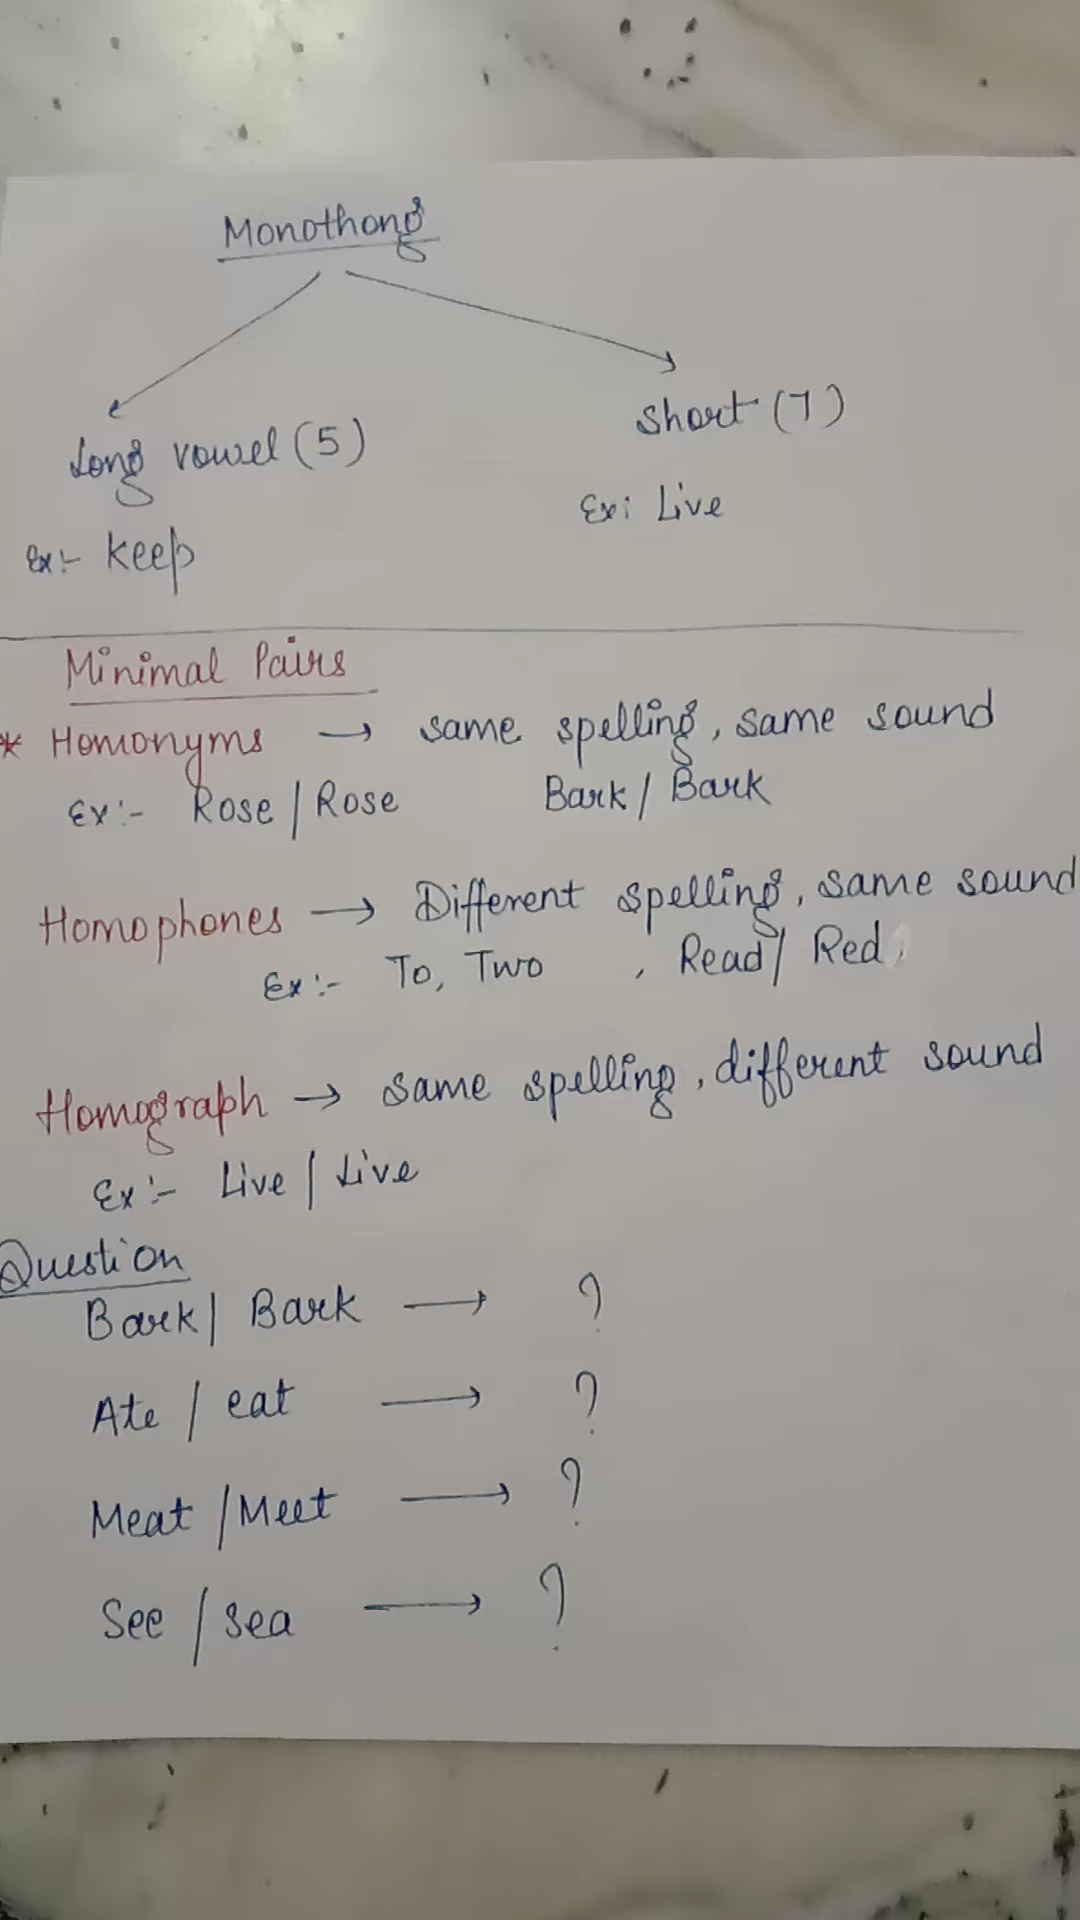 Monothong
Long vowel (5) Short (7)
Ex:- Keep Ex: Live
Minimal Pairs
* Homonyms → same spelling, same sound
Ex:- Rose / Rose Bark / Bark
Homophones → Different spelling, same sound
Ex:- To, Two , Read / Red,
Homograph → same spelling, different sound
Ex:- Live / Live
Question
Bark / Bark → ?
Ate / eat → ?
Meat / Meet → ?
See / sea → ?